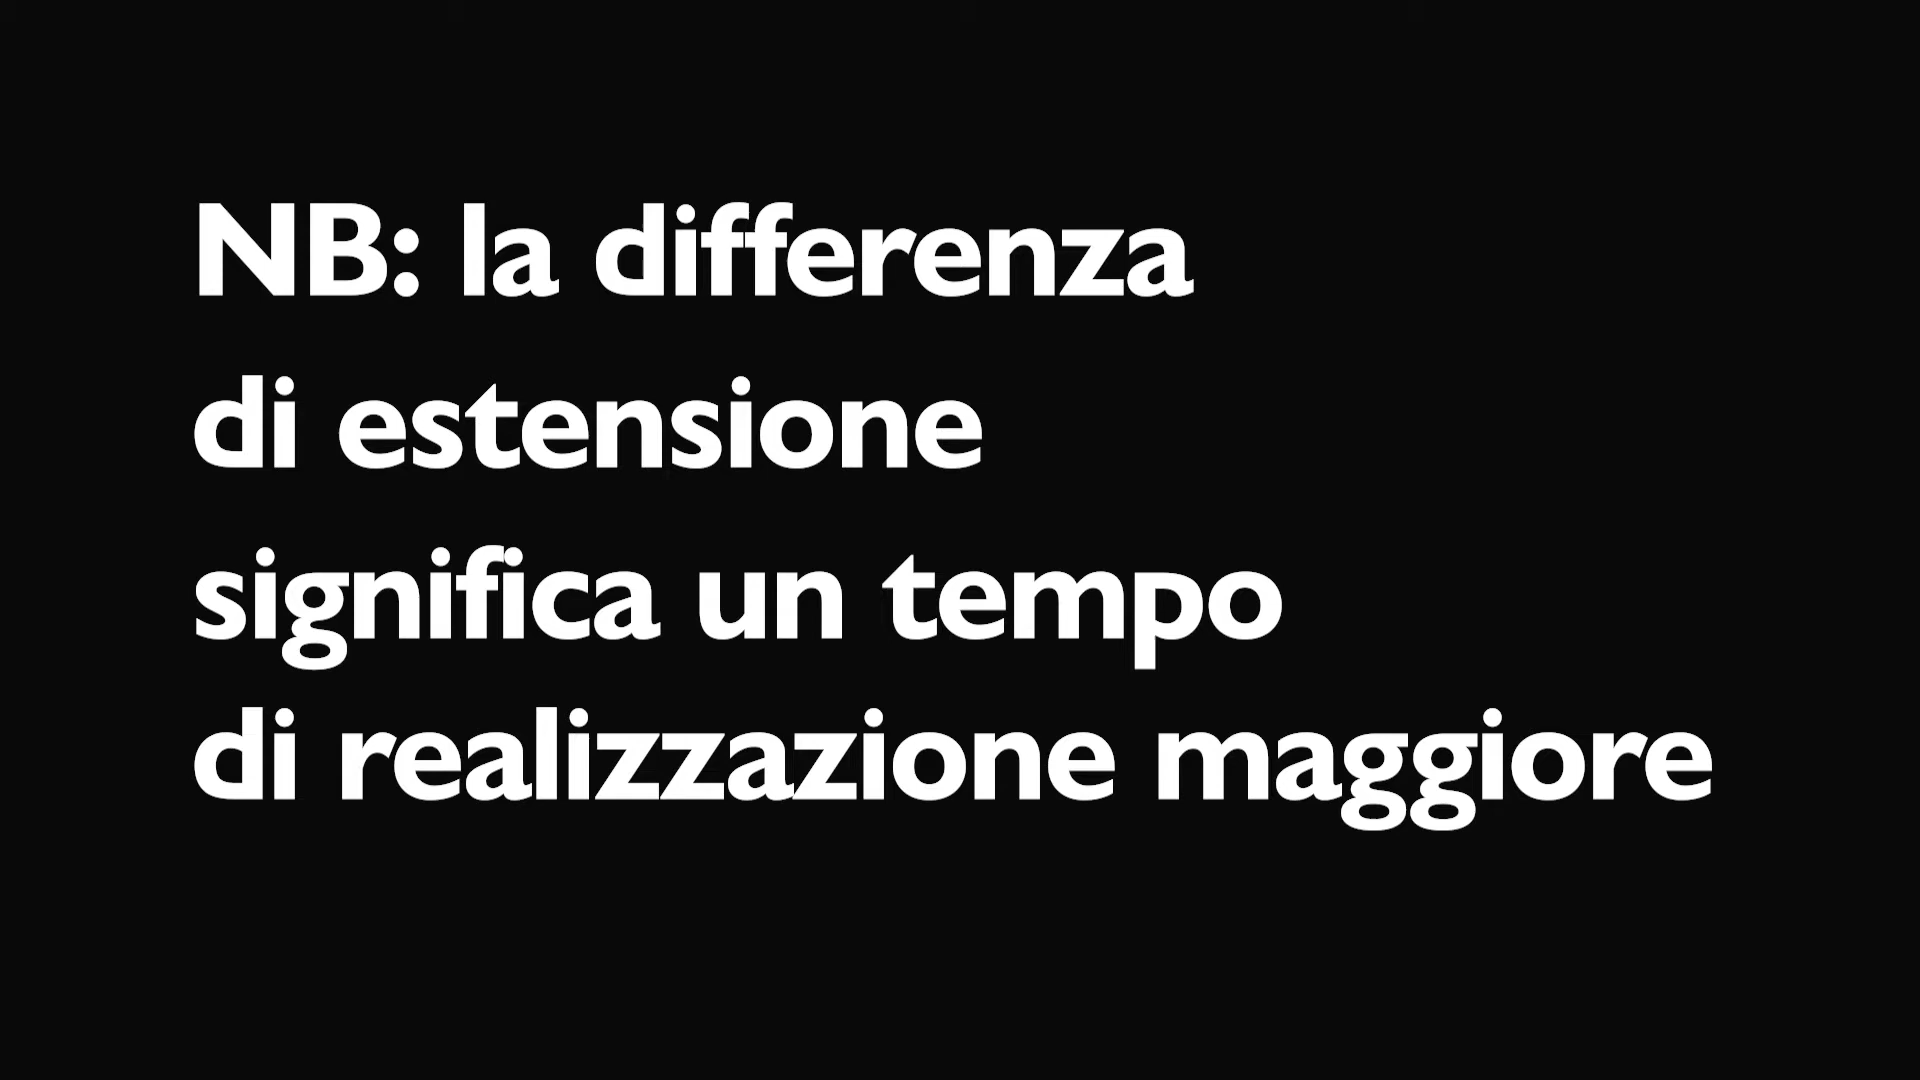 NB: la differenza
di estensione
significa un tempo
di realizzazione maggiore